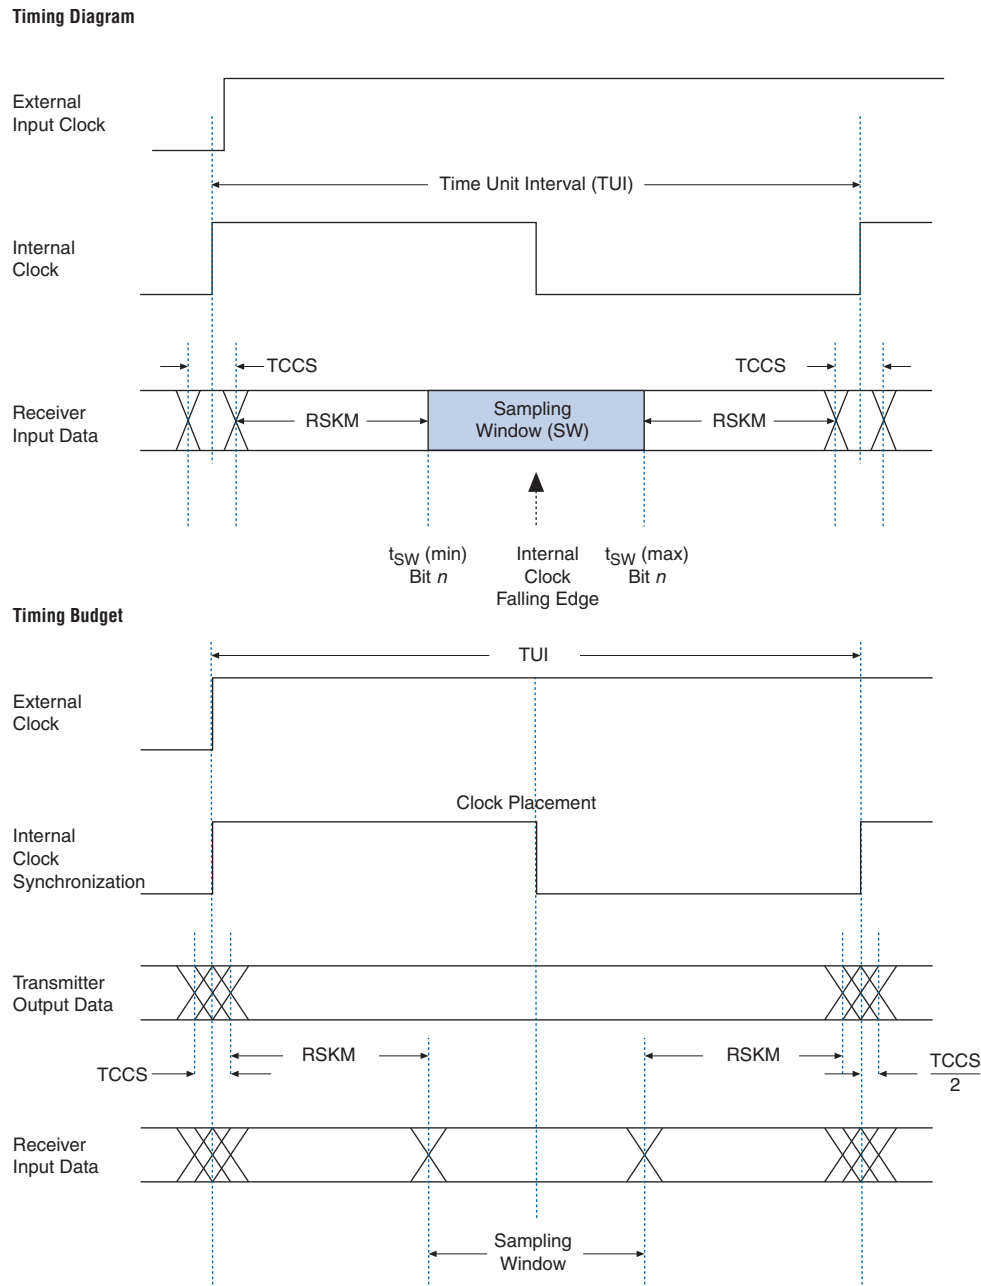 Timing Diagram
External
Input Clock
Time Unit Interval (TUI)
Internal
Clock
TCCS
TCCS
Receiver
Input Data
RSKM
Sampling
Window (SW)
RSKM
tSW (min)
Bit n
Internal
Clock
Falling Edge
tSW (max)
Bit n
Timing Budget
TUI
External
Clock
Clock Placement
Internal
Clock
Synchronization
Transmitter
Output Data
RSKM
RSKM
TCCS
TCCS
2
Receiver
Input Data
Sampling
Window